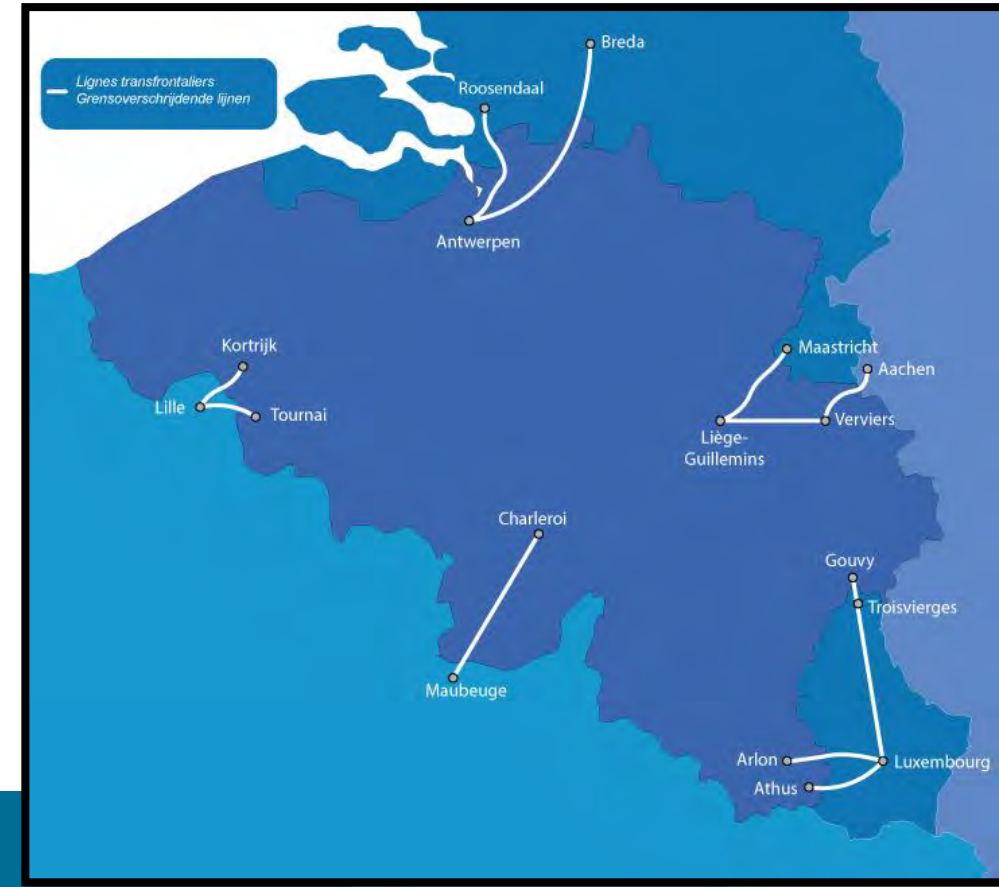 Lignes transfrontaliers
Grensoverschrijdende lijnen
Breda
Roosendaal
Antwerpen
Kortrijk
Lille
Tournai
Maastricht
Aachen
Verviers
Liège-
Guillemins
Charleroi
Maubeuge
Gouvy
Troisvierges
Arlon
Luxembourg
Athus